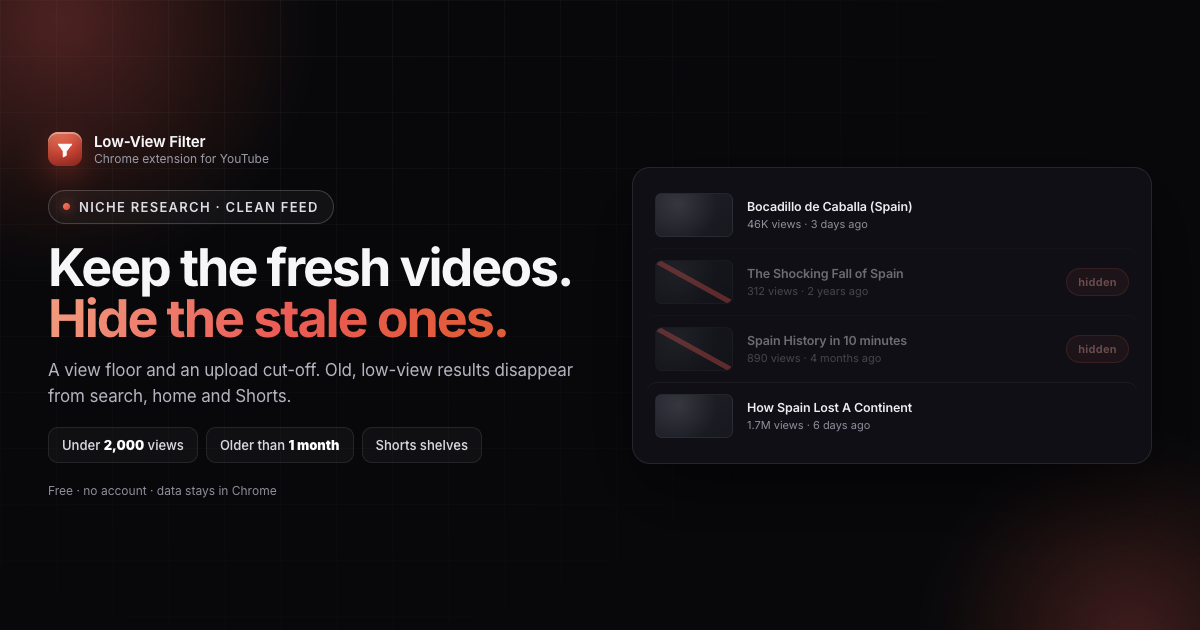 Low-View Filter
Chrome extension for YouTube
NICHE RESEARCH · CLEAN FEED
Keep the fresh videos.
Hide the stale ones.
A view floor and an upload cut-off. Old, low-view results disappear
from search, home and Shorts.
Under 2,000 views
Older than 1 month
Shorts shelves
Free · no account · data stays in Chrome
Bocadillo de Caballa (Spain)
46K views · 3 days ago
The Shocking Fall of Spain
312 views · 2 years ago
hidden
Spain History in 10 minutes
890 views · 4 months ago
hidden
How Spain Lost A Continent
1.7M views · 6 days ago